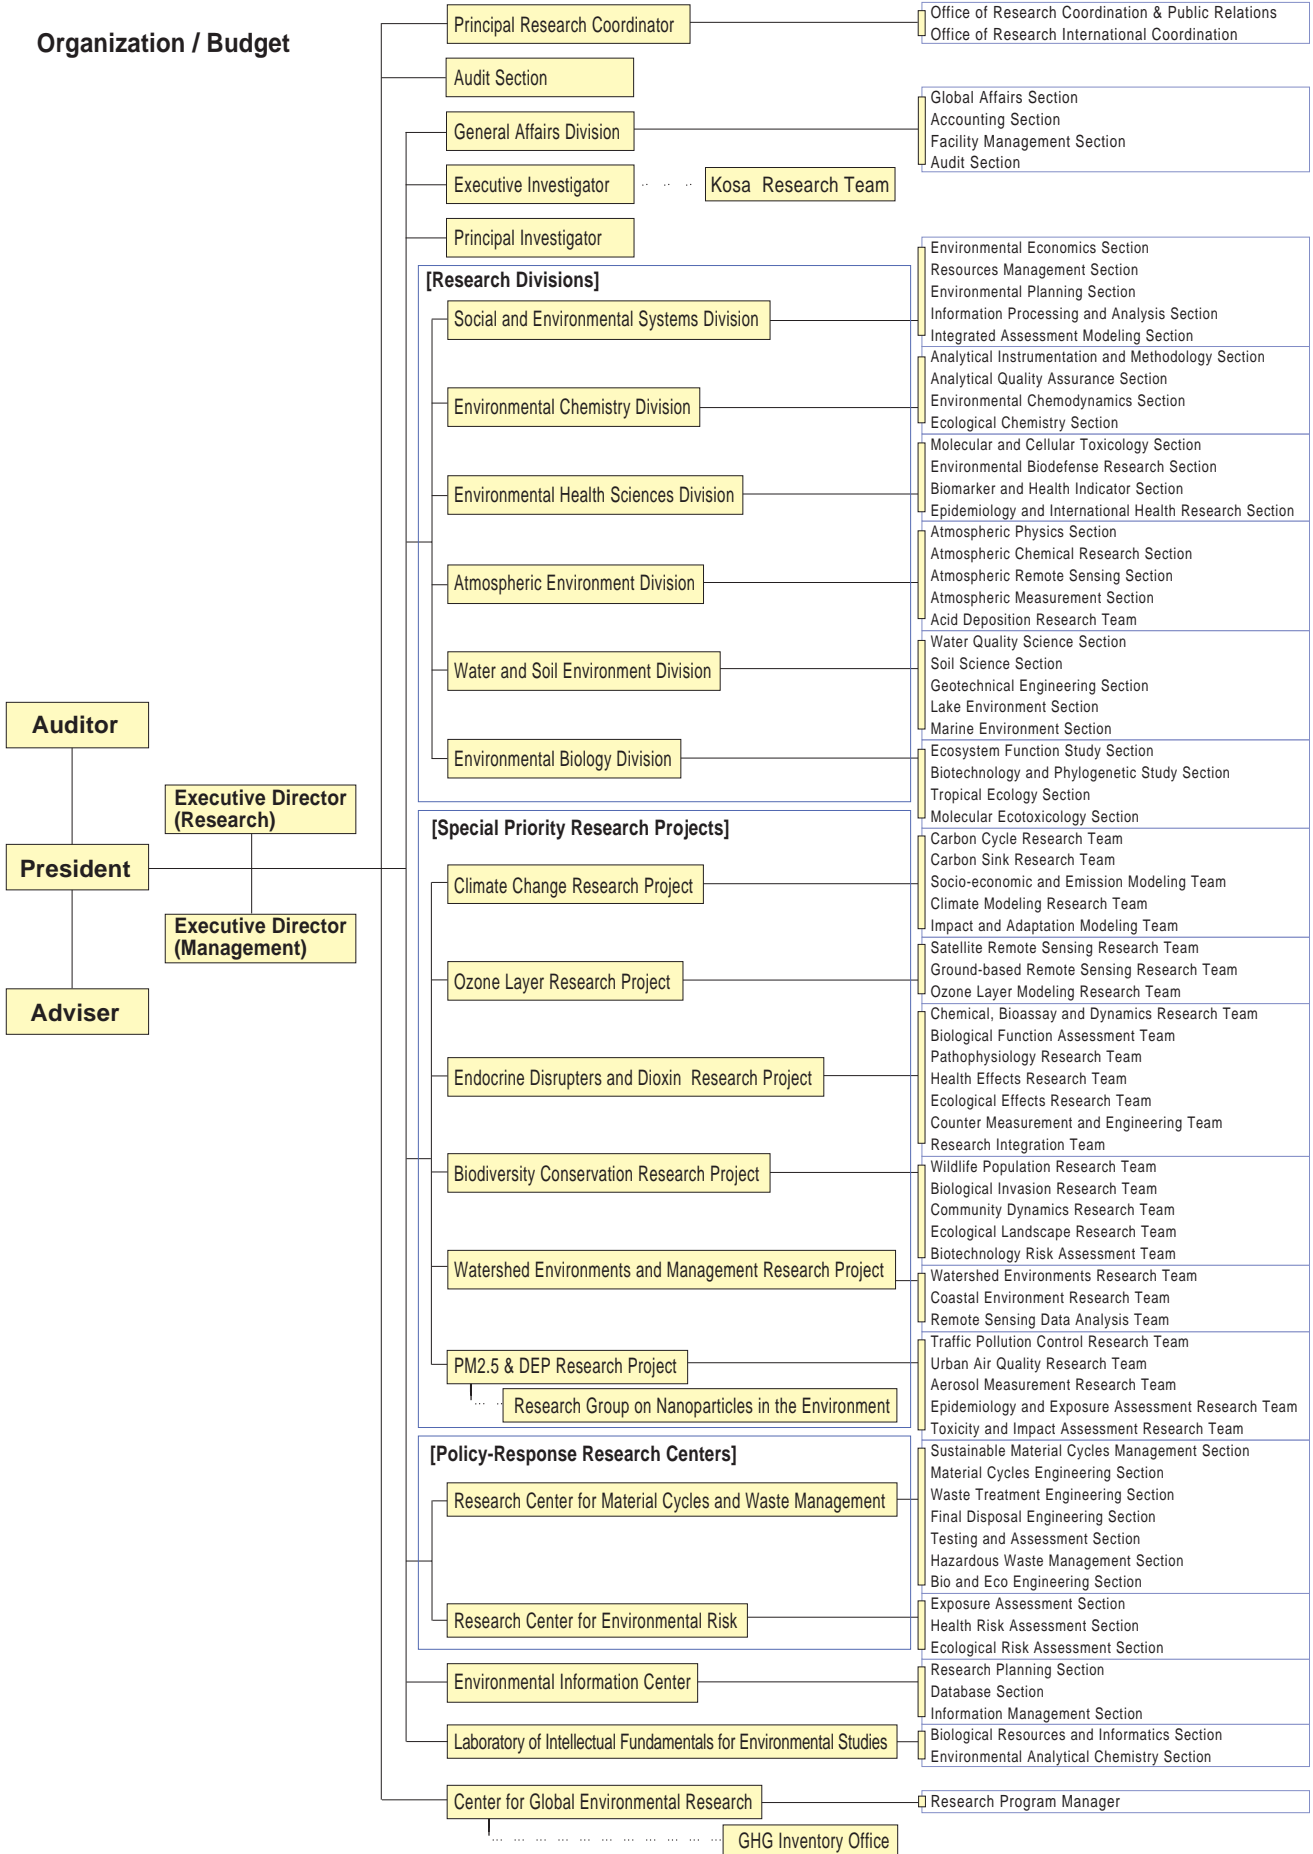 Organization / Budget
Principal Research Coordinator
Office of Research Coordination & Public Relations
Office of Research International Coordination
Audit Section
General Affairs Division
Global Affairs Section
Accounting Section
Facility Management Section
Audit Section
Executive Investigator
Kosa Research Team
Principal Investigator
[Research Divisions]
Social and Environmental Systems Division
Environmental Economics Section
Resources Management Section
Environmental Planning Section
Information Processing and Analysis Section
Integrated Assessment Modeling Section
Environmental Chemistry Division
Analytical Instrumentation and Methodology Section
Analytical Quality Assurance Section
Environmental Chemodynamics Section
Ecological Chemistry Section
Environmental Health Sciences Division
Molecular and Cellular Toxicology Section
Environmental Biodefense Research Section
Biomarker and Health Indicator Section
Epidemiology and International Health Research Section
Atmospheric Environment Division
Atmospheric Physics Section
Atmospheric Chemical Research Section
Atmospheric Remote Sensing Section
Atmospheric Measurement Section
Acid Deposition Research Team
Water and Soil Environment Division
Water Quality Science Section
Soil Science Section
Geotechnical Engineering Section
Lake Environment Section
Marine Environment Section
Environmental Biology Division
Ecosystem Function Study Section
Biotechnology and Phylogenetic Study Section
Tropical Ecology Section
Molecular Ecotoxicology Section
Auditor
Executive Director
(Research)
President
Executive Director
(Management)
Adviser
[Special Priority Research Projects]
Climate Change Research Project
Carbon Cycle Research Team
Carbon Sink Research Team
Socio-economic and Emission Modeling Team
Climate Modeling Research Team
Impact and Adaptation Modeling Team
Ozone Layer Research Project
Satellite Remote Sensing Research Team
Ground-based Remote Sensing Research Team
Ozone Layer Modeling Research Team
Endocrine Disrupters and Dioxin Research Project
Chemical, Bioassay and Dynamics Research Team
Biological Function Assessment Team
Pathophysiology Research Team
Health Effects Research Team
Ecological Effects Research Team
Counter Measurement and Engineering Team
Research Integration Team
Biodiversity Conservation Research Project
Wildlife Population Research Team
Biological Invasion Research Team
Community Dynamics Research Team
Ecological Landscape Research Team
Biotechnology Risk Assessment Team
Watershed Environments and Management Research Project
Watershed Environments Research Team
Coastal Environment Research Team
Remote Sensing Data Analysis Team
PM2.5 & DEP Research Project
Research Group on Nanoparticles in the Environment
Traffic Pollution Control Research Team
Urban Air Quality Research Team
Aerosol Measurement Research Team
Epidemiology and Exposure Assessment Research Team
Toxicity and Impact Assessment Research Team
[Policy-Response Research Centers]
Research Center for Material Cycles and Waste Management
Sustainable Material Cycles Management Section
Material Cycles Engineering Section
Waste Treatment Engineering Section
Final Disposal Engineering Section
Testing and Assessment Section
Hazardous Waste Management Section
Bio and Eco Engineering Section
Research Center for Environmental Risk
Exposure Assessment Section
Health Risk Assessment Section
Ecological Risk Assessment Section
Environmental Information Center
Research Planning Section
Database Section
Information Management Section
Laboratory of Intellectual Fundamentals for Environmental Studies
Biological Resources and Informatics Section
Environmental Analytical Chemistry Section
Center for Global Environmental Research
Research Program Manager
GHG Inventory Office